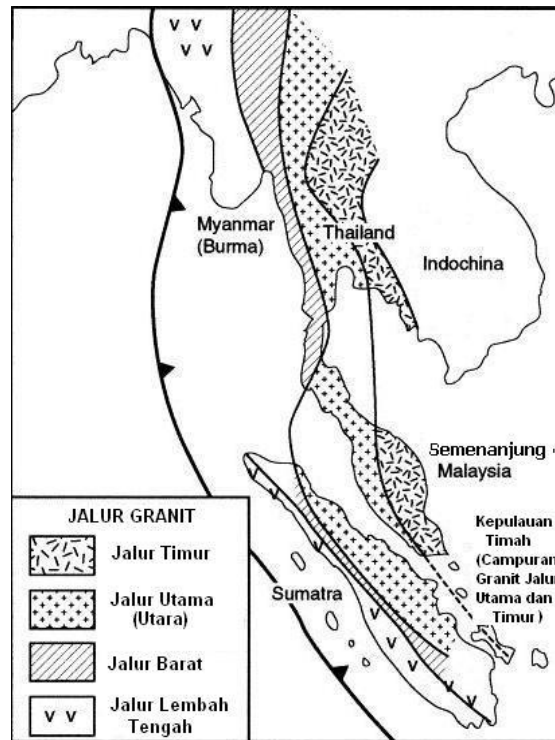 Myanmar
(Burma)
Thailand
Indochina
Semenanjung -
Malaysia
Kepulauan
Timah
(Campuran
Granit Jalur
Utama dan
Timur)
Sumatra
JALUR GRANIT
Jalur Timur
Jalur Utama
(Utara)
Jalur Barat
Jalur Lembah
Tengah